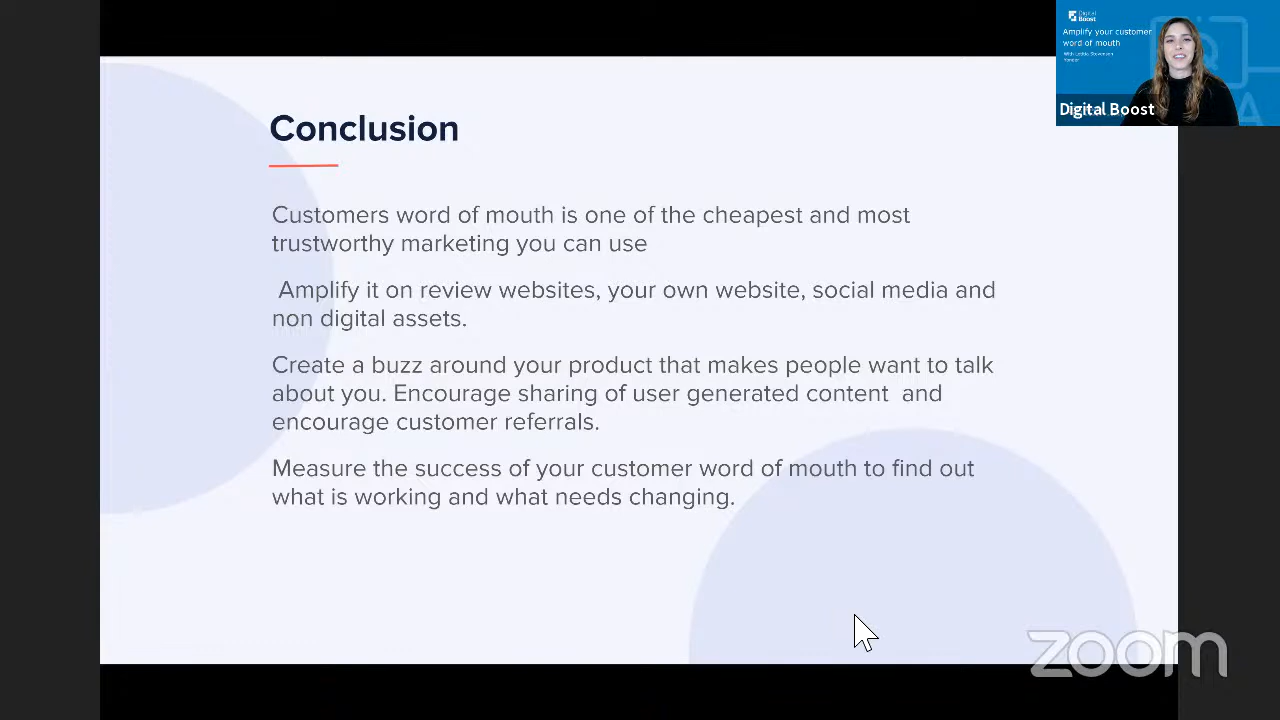 Conclusion
Customers word of mouth is one of the cheapest and most
trustworthy marketing you can use
Amplify it on review websites, your own website, social media and
non digital assets.
Create a buzz around your product that makes people want to talk
about you. Encourage sharing of user generated content and
encourage customer referrals.
Measure the success of your customer word of mouth to find out
what is working and what needs changing.
Digital
Boost
Amplify your customer
word of mouth
With Leticia Stevenson
Yonder
Digital Boost
zoom